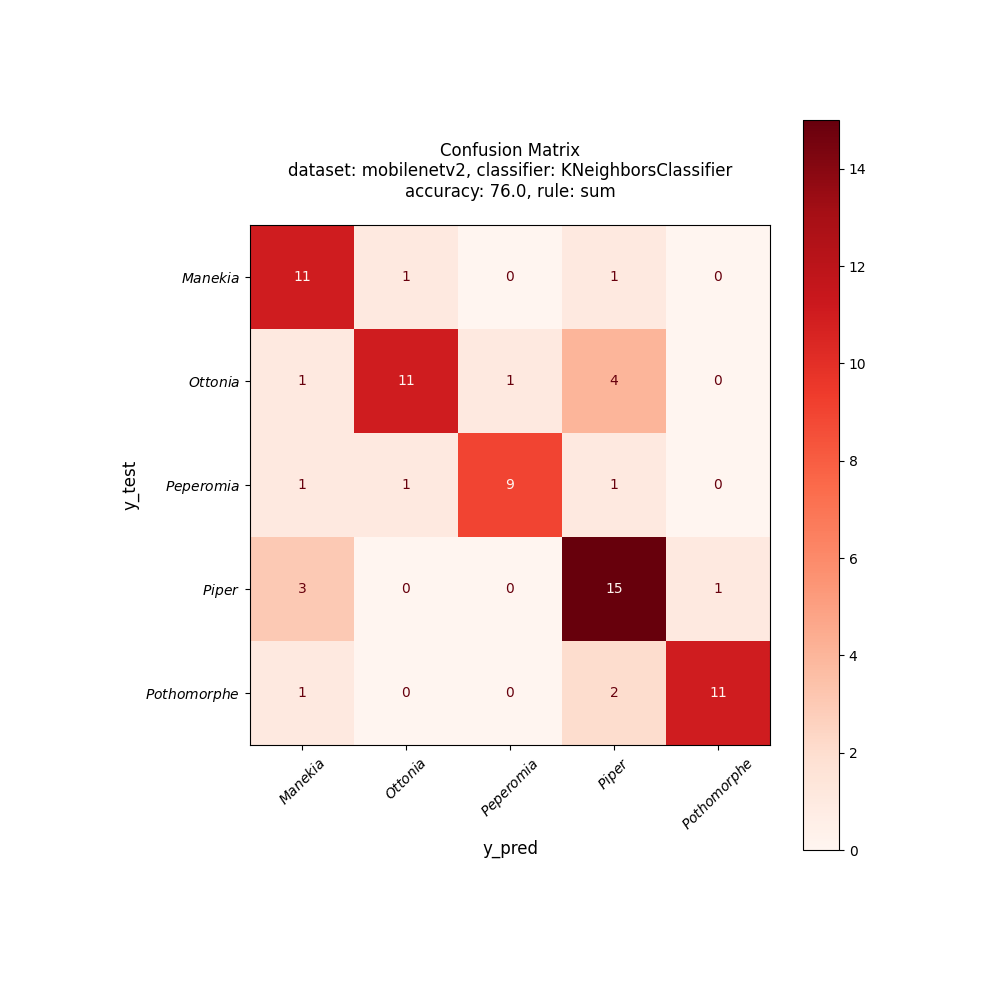 Confusion Matrix
dataset: mobilenetv2, classifier: KNeighborsClassifier
accuracy: 76.0, rule: sum
y_test
Manekia 11 1 0 1 0
Ottonia 1 11 1 4 0
Peperomia 1 1 9 1 0
Piper 3 0 0 15 1
Pothomorphe 1 0 0 2 11
Manekia Ottonia Peperomia Piper Pothomorphe
y_pred
14
12
10
8
6
4
2
0